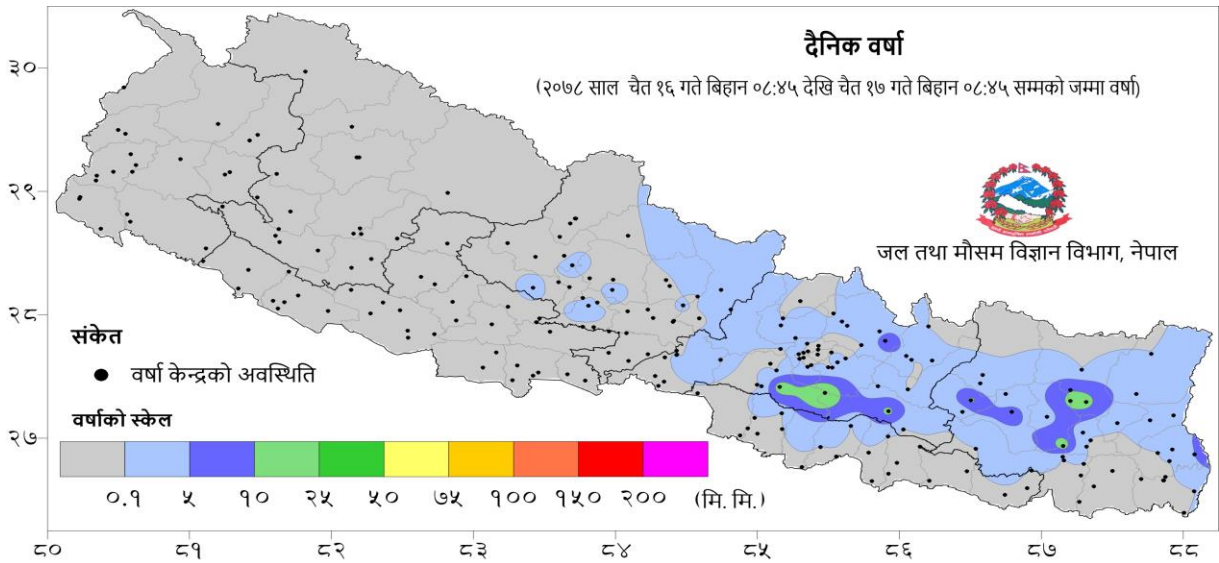 दैनिक वर्षा
(२०७८ साल चैत १६ गते बिहान ०८:४५ देखि चैत १७ गते बिहान ०८:४५ सम्मको जम्मा वर्षा)
३०
२९
जल तथा मौसम विज्ञान विभाग, नेपाल
२८
संकेत
वर्षा केन्द्रको अवस्थिति
वर्षाको स्केल
२७
०.१ ५ १० २५ ५० ७५ १०० १५० २०० (मि. मि.)
८० ८१ ८२ ८३ ८४ ८५ ८६ ८७ ८८